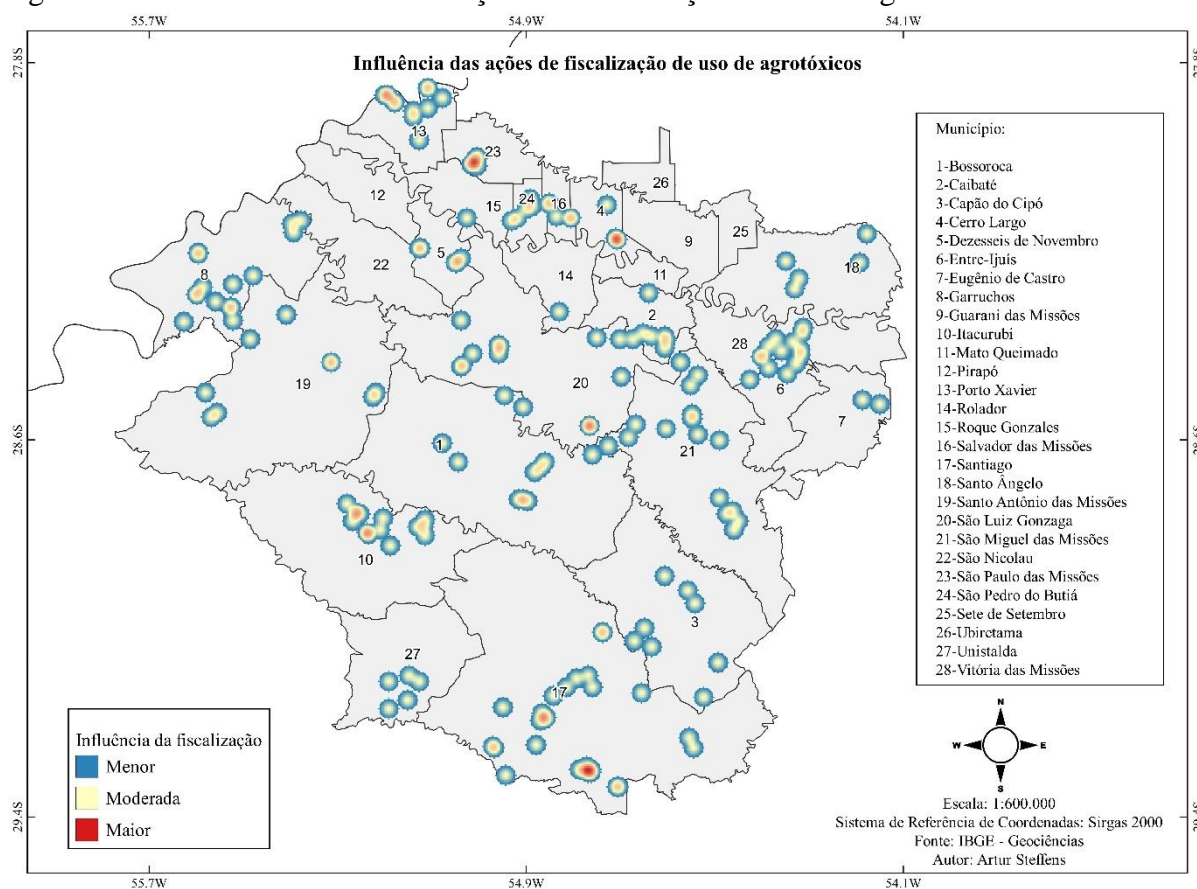 55.7W 54.9W 54.1W
27.8S 27.8S
Influência das ações de fiscalização de uso de agrotóxicos
Município:
1-Bossoroca
2-Caibaté
3-Capão do Cipó
4-Cerro Largo
5-Dezesseis de Novembro
6-Entre-Ijuís
7-Eugênio de Castro
8-Garruchos
9-Guarani das Missões
10-Itacurubi
11-Mato Queimado
12-Pirapó
13-Porto Xavier
14-Rolador
15-Roque Gonzales
16-Salvador das Missões
17-Santiago
18-Santo Ângelo
19-Santo Antônio das Missões
20-São Luiz Gonzaga
21-São Miguel das Missões
22-São Nicolau
23-São Paulo das Missões
24-São Pedro do Butiá
25-Sete de Setembro
26-Ubiretama
27-Unistalda
28-Vitória das Missões
13
23
26
12
24
15
16
4
25
9
5
22
18
8
11
14
2
28
19
20
6
7
28.6S
1
21
10
3
27
17
Influência da fiscalização
Menor
Moderada
Maior
N
W E
S
Escala: 1:600.000
Sistema de Referência de Coordenadas: Sirgas 2000
Fonte: IBGE - Geociências
Autor: Artur Steffens
29.4S
55.7W 54.9W 54.1W